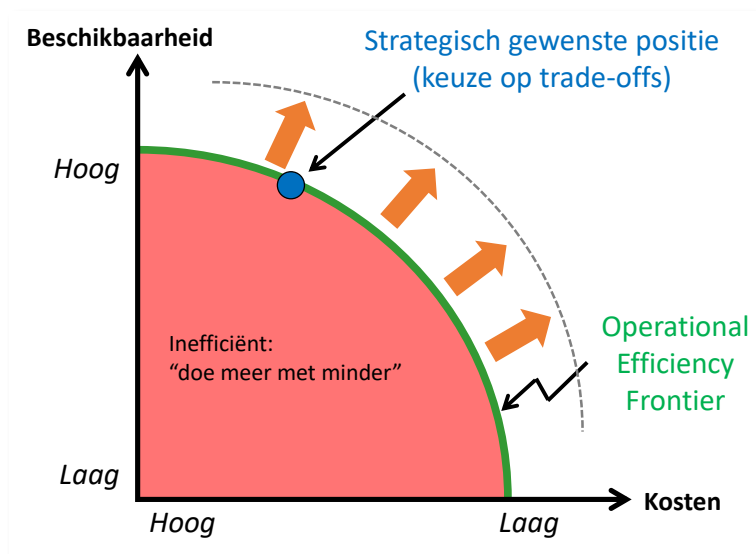 Beschikbaarheid
Strategisch gewenste positie
(keuze op trade-offs)
Hoog
Inefficiënt:
“doe meer met minder”
Operational
Efficiency
Frontier
Laag
Kosten
Hoog
Laag